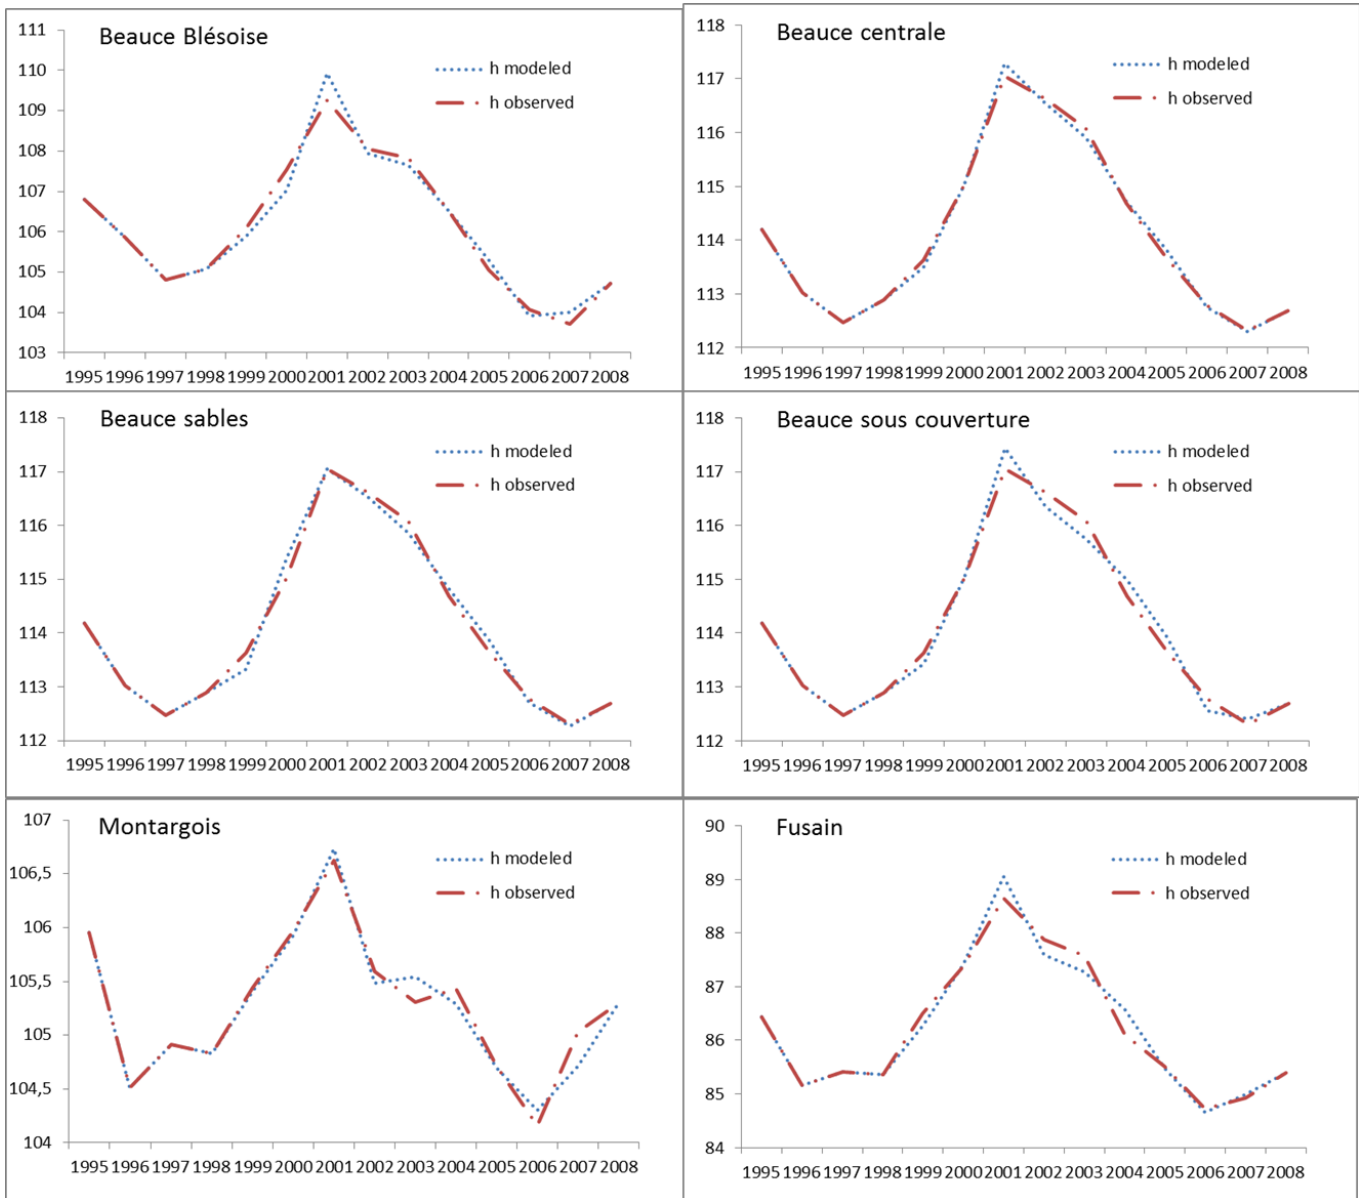 Beauce Blésoise
h modeled
h observed
111
110
109
108
107
106
105
104
103
1995 1996 1997 1998 1999 2000 2001 2002 2003 2004 2005 2006 2007 2008
Beauce centrale
h modeled
h observed
118
117
116
115
114
113
112
1995 1996 1997 1998 1999 2000 2001 2002 2003 2004 2005 2006 2007 2008
Beauce sables
h modeled
h observed
118
117
116
115
114
113
112
1995 1996 1997 1998 1999 2000 2001 2002 2003 2004 2005 2006 2007 2008
Beauce sous couverture
h modeled
h observed
118
117
116
115
114
113
112
1995 1996 1997 1998 1999 2000 2001 2002 2003 2004 2005 2006 2007 2008
Montargois
h modeled
h observed
107
106,5
106
105,5
105
104,5
104
1995 1996 1997 1998 1999 2000 2001 2002 2003 2004 2005 2006 2007 2008
Fusain
h modeled
h observed
90
89
88
87
86
85
84
1995 1996 1997 1998 1999 2000 2001 2002 2003 2004 2005 2006 2007 2008